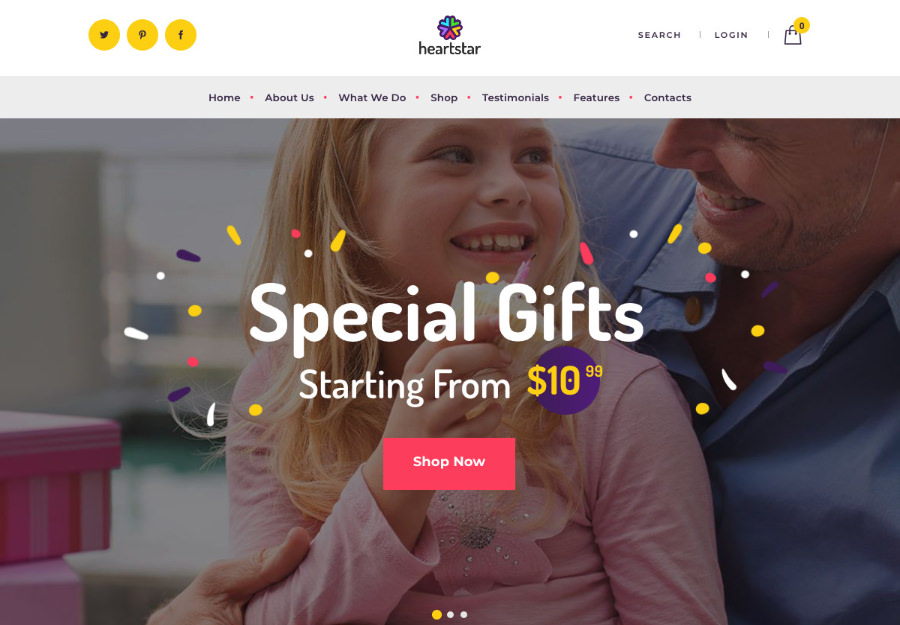 heartstar
SEARCH LOGIN 0
Home About Us What We Do Shop Testimonials Features Contacts
Special Gifts
Starting From $10 99
Shop Now